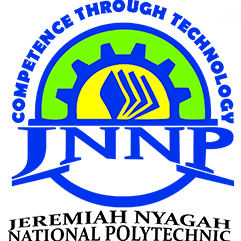 COMPETENCE THROUGH TECHNOLOGY
JNNP
JEREMIAH NYAGAH
NATIONAL POLYTECHNIC